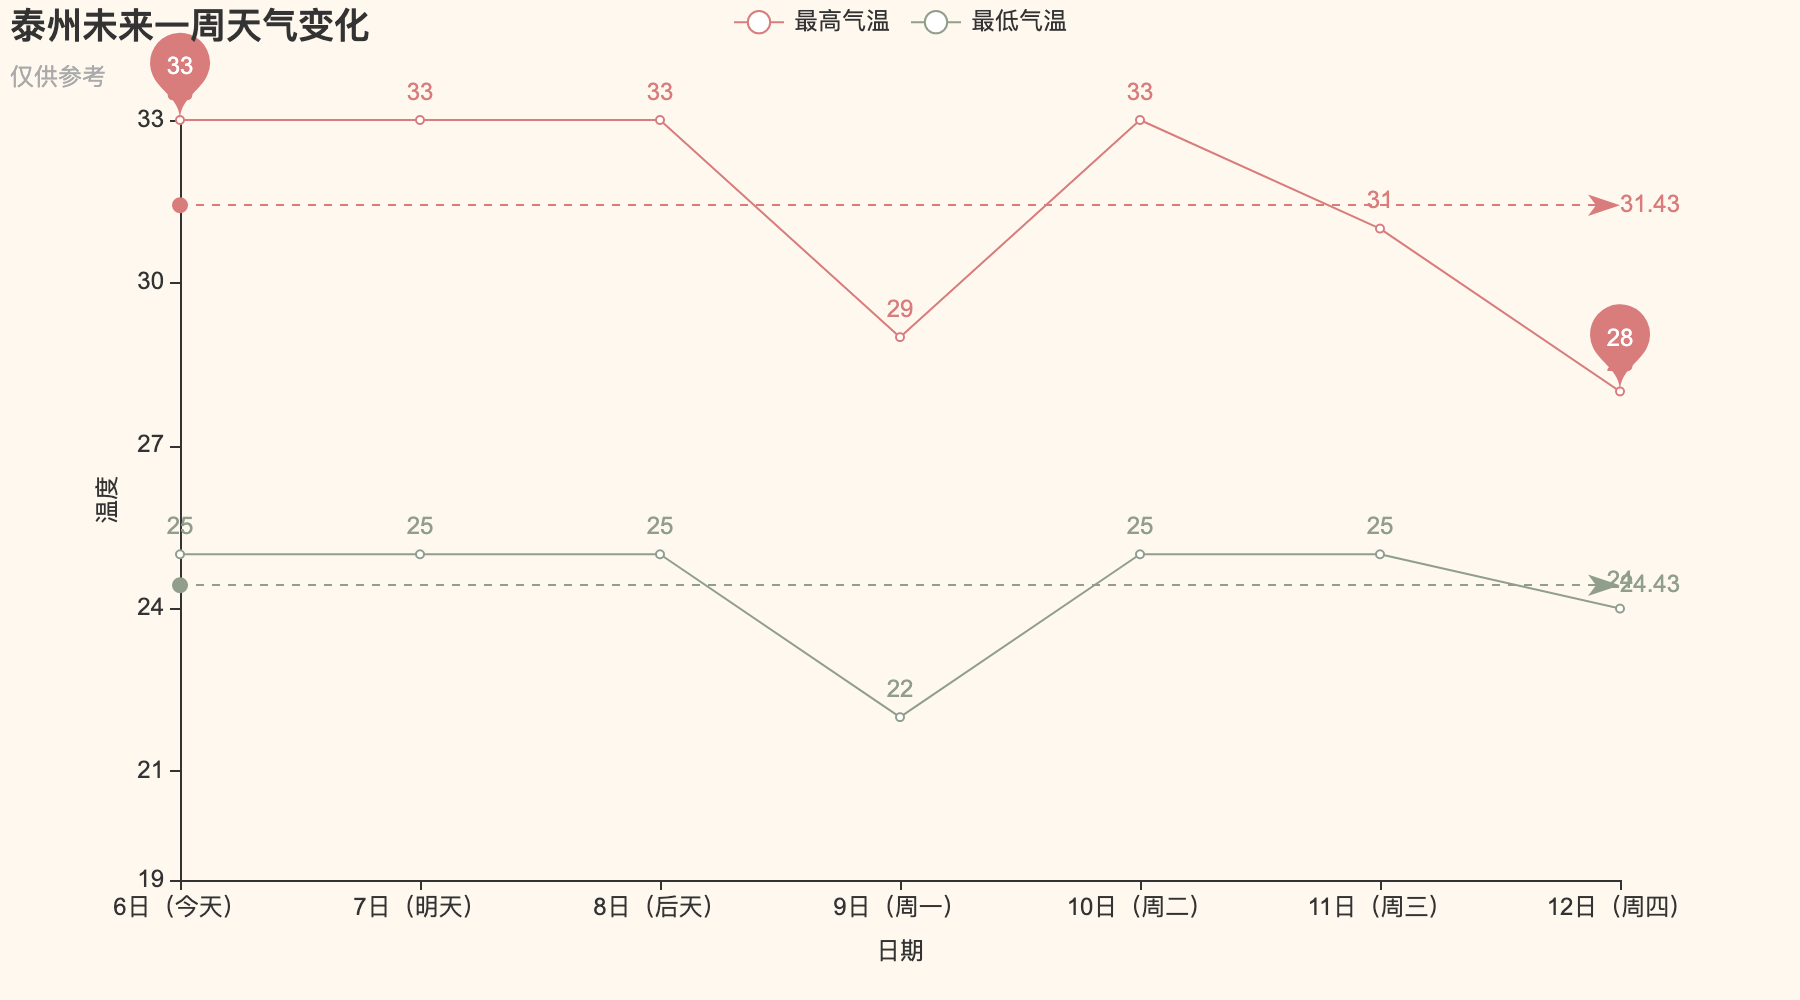 泰州未来一周天气变化
仅供参考
最高气温
最低气温
33
33
33
29
33
31
28
31.43
25
25
25
22
25
25
24
24.43
33
30
27
24
21
19
温度
6日（今天）
7日（明天）
8日（后天）
9日（周一）
10日（周二）
11日（周三）
12日（周四）
日期